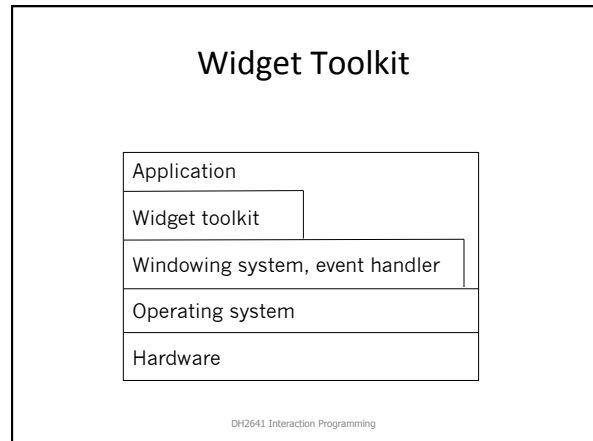 Widget Toolkit
Application
Widget toolkit
Windowing system, event handler
Operating system
Hardware
DH2641 Interaction Programming